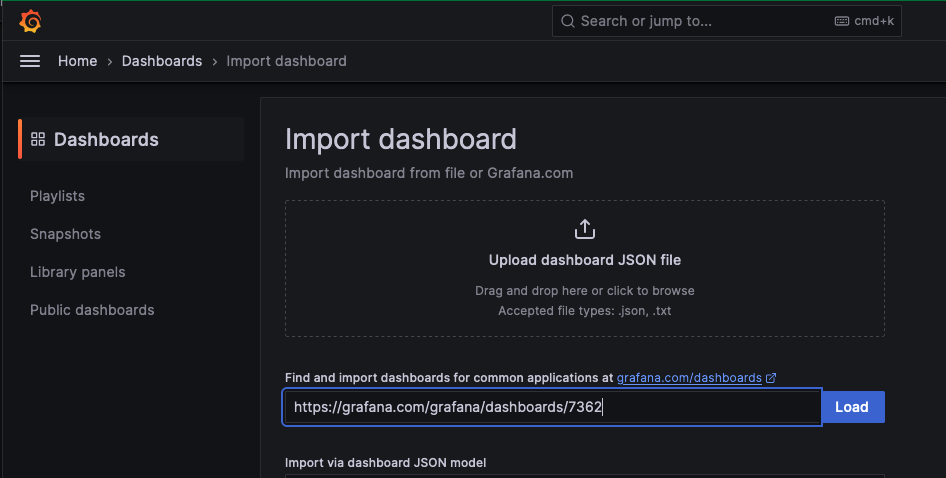 Search or jump to...
cmd+k
Home › Dashboards › Import dashboard
Dashboards
Playlists
Snapshots
Library panels
Public dashboards
Import dashboard
Import dashboard from file or Grafana.com
Upload dashboard JSON file
Drag and drop here or click to browse
Accepted file types: .json, .txt
Find and import dashboards for common applications at grafana.com/dashboards
https://grafana.com/grafana/dashboards/7362
Load
Import via dashboard JSON model